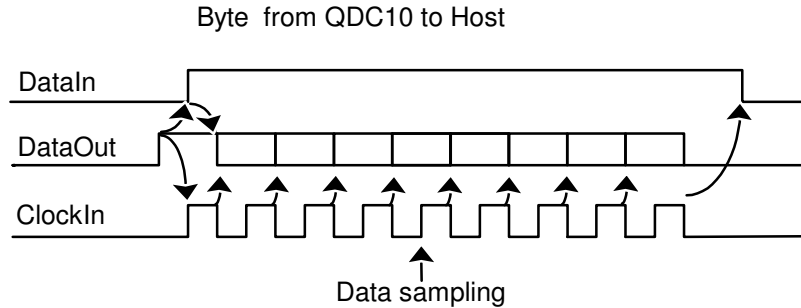 Byte from QDC10 to Host
DataIn
DataOut
ClockIn
Data sampling